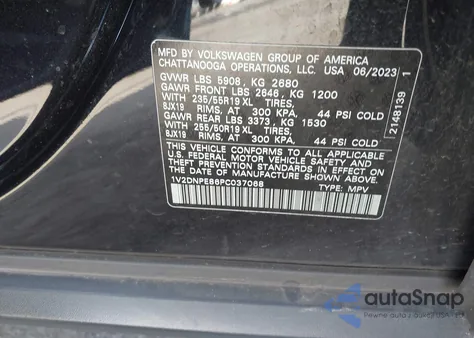 MFD BY VOLKSWAGEN GROUP OF AMERICA
CHATTANOOGA OPERATIONS, LLC. USA 06/2023
GVWR LBS 5908, KG 2680
GAWR FRONT LBS 2646, KG 1200
WITH 235/55R19 XL TIRES,
8JX19 RIMS, AT 300 KPA, 44 PSI COLD
GAWR REAR LBS 3373, KG 1530
WITH 255/50R19 XL TIRES,
8JX19 RIMS, AT 300 KPA, 44 PSI COLD
THIS VEHICLE CONFORMS TO ALL APPLICABLE
U.S. FEDERAL MOTOR VEHICLE SAFETY AND
THEFT PREVENTION STANDARDS IN EFFECT ON
THE DATE OF MANUFACTURE SHOWN ABOVE.
1V2DNPE86PC037068 TYPE: MPV
2148139 1
autoSnap